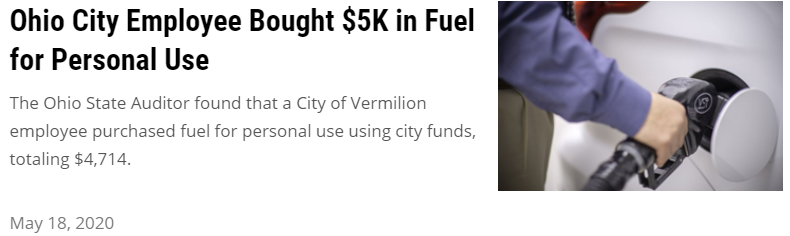 Ohio City Employee Bought $5K in Fuel
for Personal Use
The Ohio State Auditor found that a City of Vermilion
employee purchased fuel for personal use using city funds,
totaling $4,714.
May 18, 2020